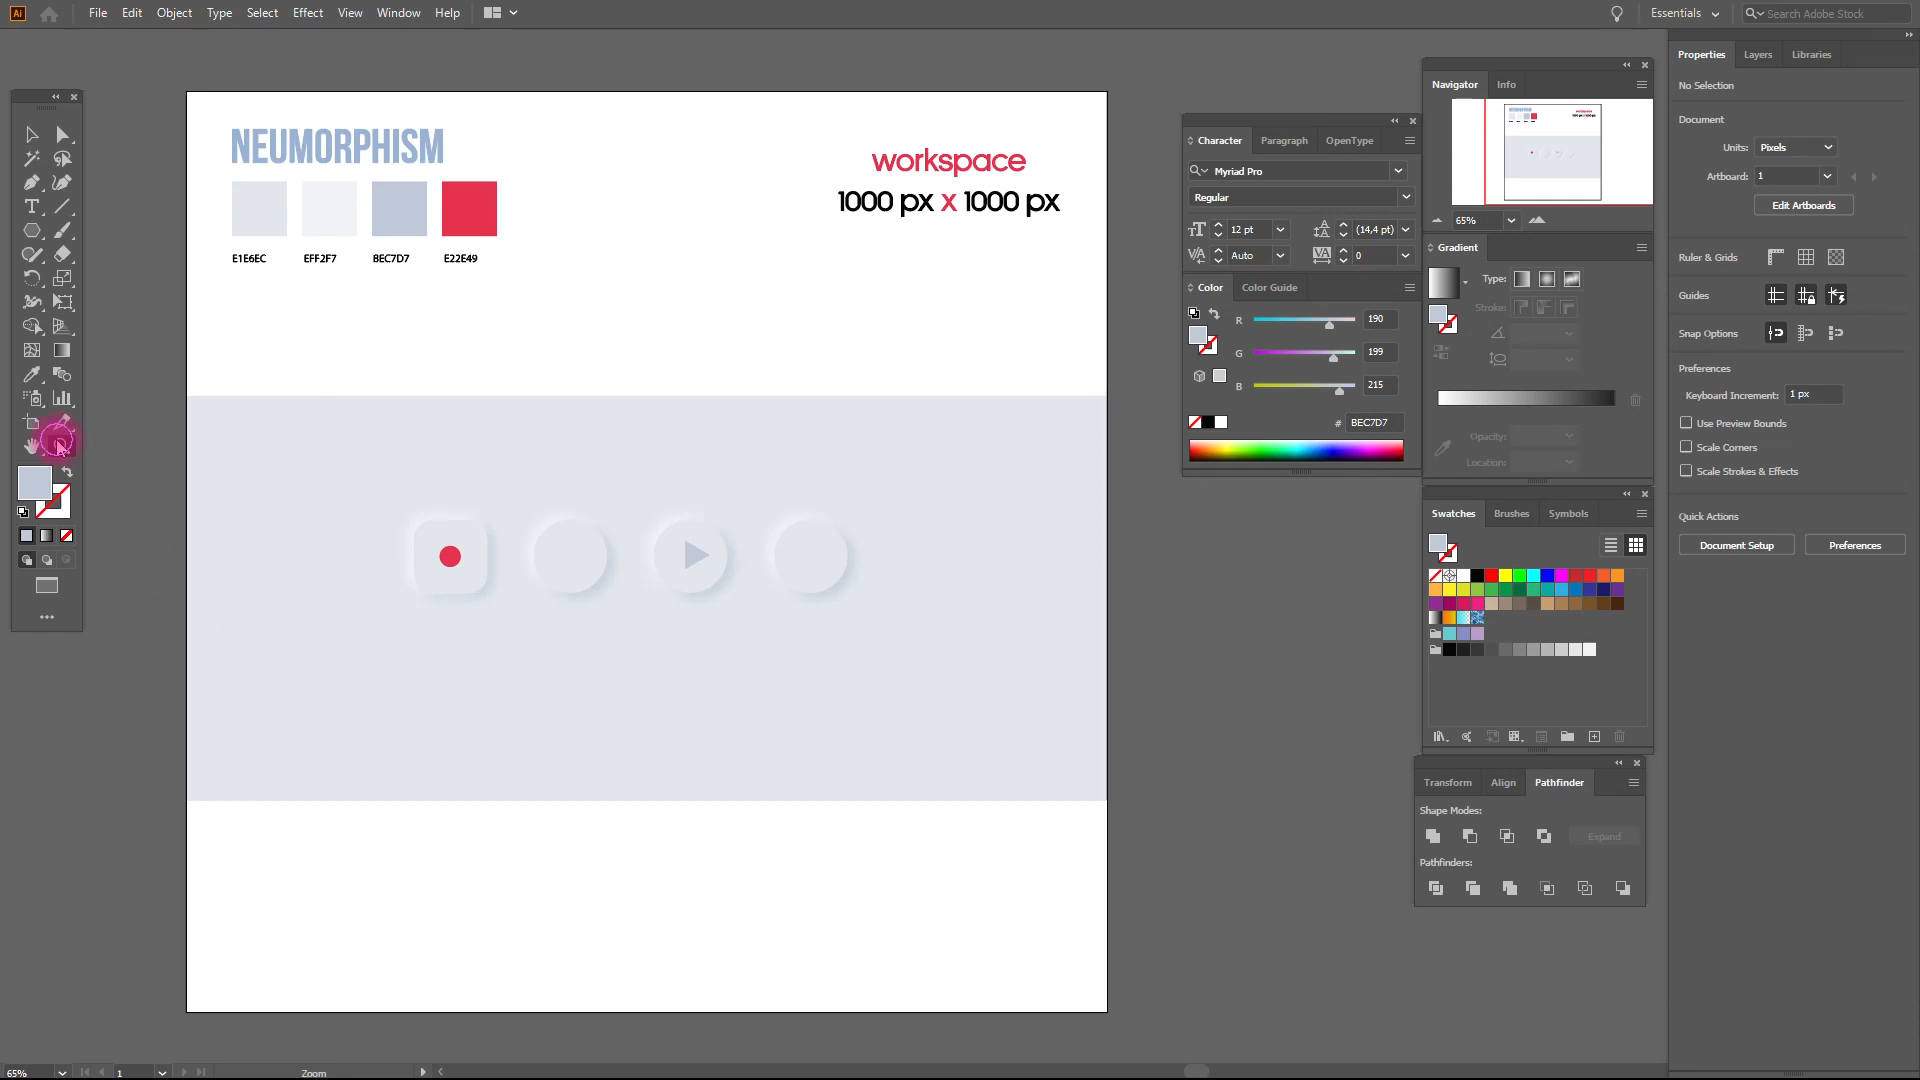 Ai File Edit Object Type Select Effect View Window Help Essentials Search Adobe Stock
NEUMORPHISM
E1E6EC EFF2F7 BEC7D7 E22E49
workspace
1000 px x 1000 px
Character Paragraph OpenType
Myriad Pro
Regular
12 pt (14,4 pt)
Auto 0
Color Color Guide
R 190
G 199
B 215
# BEC7D7
Navigator Info
65%
Gradient
Type:
Stroke:
Opacity:
Location:
Swatches Brushes Symbols
Transform Align Pathfinder
Shape Modes:
Expand
Pathfinders:
Properties Layers Libraries
No Selection
Document
Units: Pixels
Artboard: 1
Edit Artboards
Ruler & Grids
Guides
Snap Options
Preferences
Keyboard Increment: 1 px
Use Preview Bounds
Scale Corners
Scale Strokes & Effects
Quick Actions
Document Setup Preferences
65% 1 Zoom